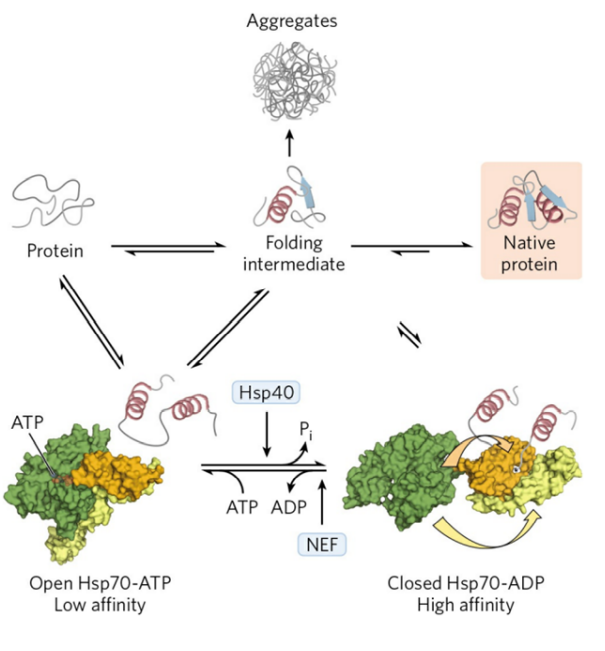 Aggregates
Protein
Folding
intermediate
Native
protein
Hsp40
ATP
Pi
ATP ADP
NEF
Open Hsp70-ATP
Low affinity
Closed Hsp70-ADP
High affinity